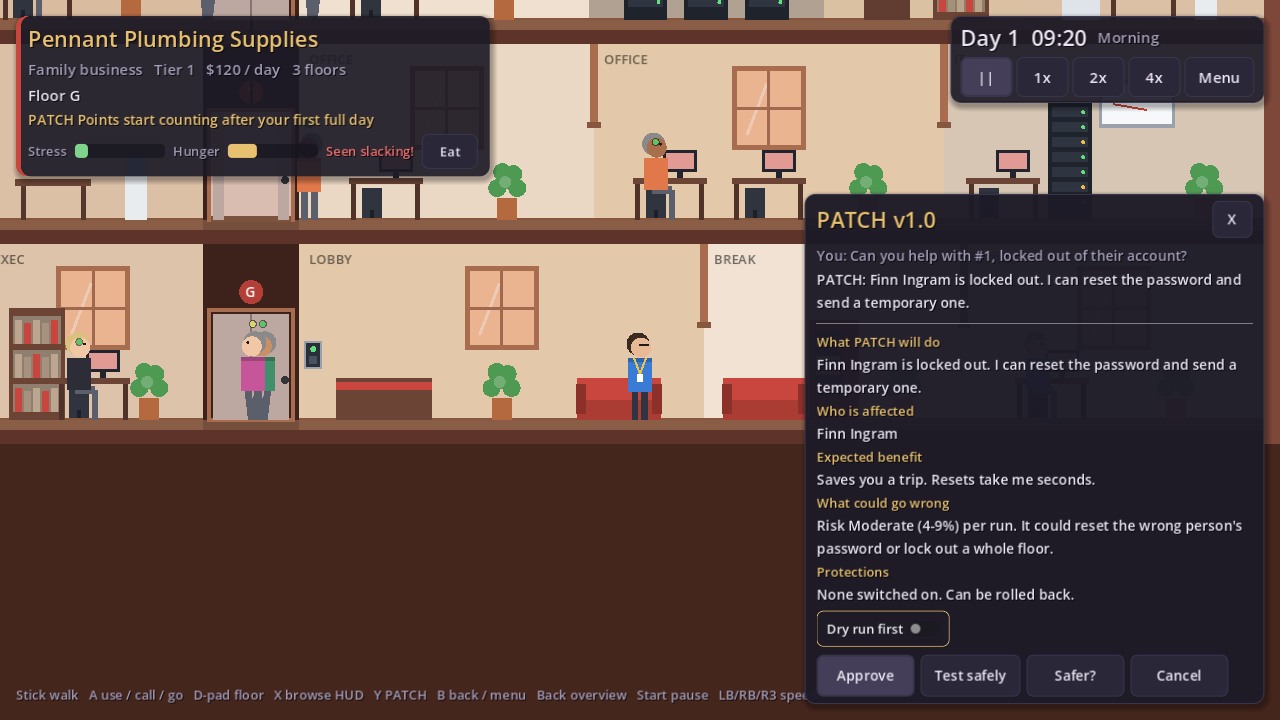 Pennant Plumbing Supplies
Family business Tier 1 $120 / day 3 floors
Floor G
PATCH Points start counting after your first full day
Stress Hunger Seen slacking! Eat
Day 1 09:20 Morning
|| 1x 2x 4x Menu
OFFICE
OFFICE
XEC
LOBBY
BREAK
G
PATCH v1.0
X
You: Can you help with #1, locked out of their account?
PATCH: Finn Ingram is locked out. I can reset the password and
send a temporary one.
What PATCH will do
Finn Ingram is locked out. I can reset the password and send a
temporary one.
Who is affected
Finn Ingram
Expected benefit
Saves you a trip. Resets take me seconds.
What could go wrong
Risk Moderate (4-9%) per run. It could reset the wrong person's
password or lock out a whole floor.
Protections
None switched on. Can be rolled back.
Dry run first
Approve Test safely Safer? Cancel
Stick walk A use / call / go D-pad floor X browse HUD Y PATCH B back / menu Back overview Start pause LB/RB/R3